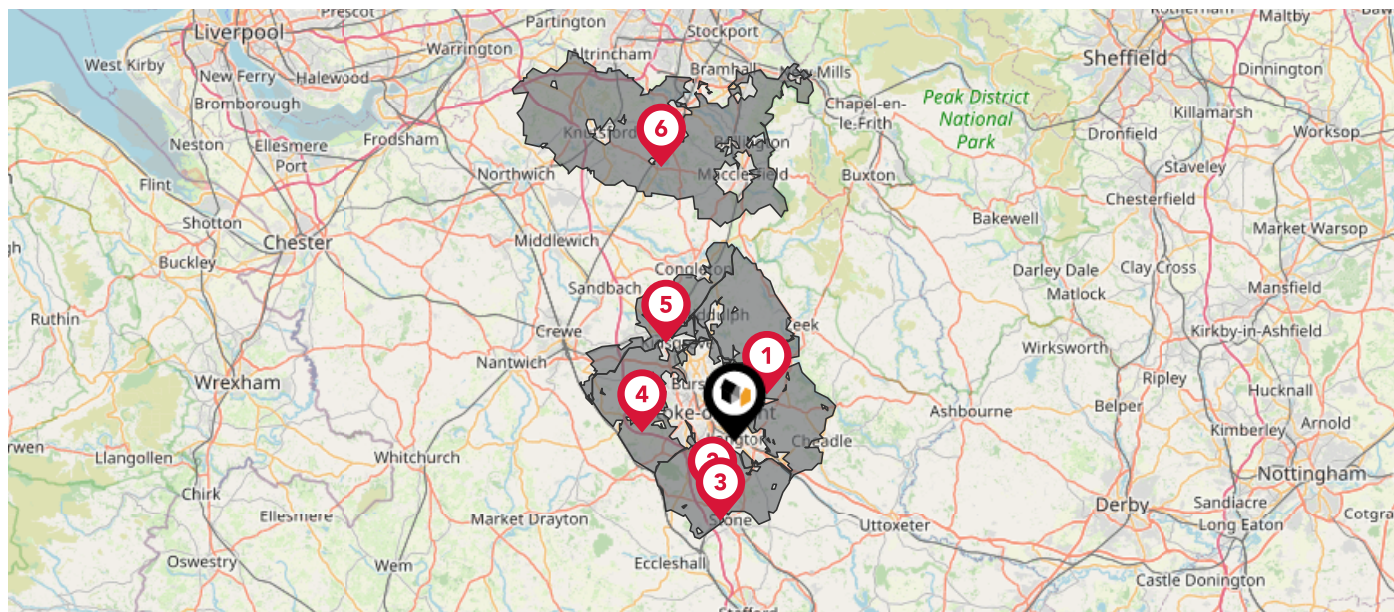 Prescot
Partington
Rotherham
Maltby
Liverpool
Stockport
Warrington
Altrincham
Sheffield
West Kirby
New Ferry
Halewood
Bramhall
Mills
Dinnington
Bromborough
Chapel-en-
le-Frith
Peak District
National
Park
Killamarsh
Knutsford
6
Frodsham
Dronfield
Worksop
Neston
Ellesmere
Port
Bollington
Staveley
Northwich
Macclesfield
Buxton
Flint
Chesterfield
Shotton
Bakewell
Market Warsop
Chester
Middlewich
Buckley
Congleton
Darley Dale
Clay Cross
Sandbach
Matlock
Mansfield
5
Ruthin
Crewe
Leek
Kirkby-in-Ashfield
1
Wirksworth
Nantwich
Ripley
Hucknall
Wrexham
4
Ashbourne
Belper
Arnold
Kimberley
Cheadle
Llangollen
Whitchurch
2
Nottingham
3
Chirk
Derby
Sandiacre
Ellesmere
Market Drayton
Stone
Uttoxeter
Long Eaton
Oswestry
Wem
Eccleshall
Castle Donington
Stafford